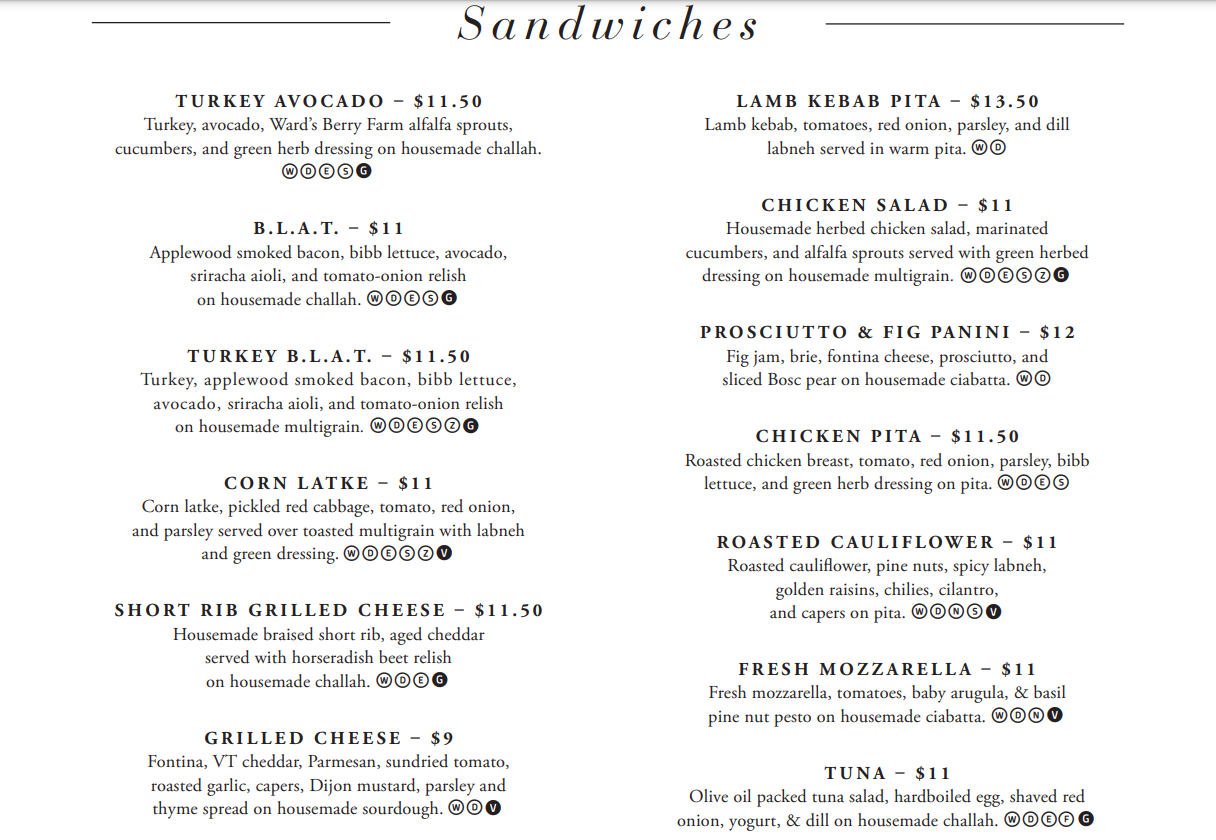 Sandwiches
TURKEY AVOCADO – $11.50
Turkey, avocado, Ward's Berry Farm alfalfa sprouts,
cucumbers, and green herb dressing on housemade challah.
W D E S G
B.L.A.T. – $11
Applewood smoked bacon, bibb lettuce, avocado,
sriracha aioli, and tomato-onion relish
on housemade challah. W D E S G
TURKEY B.L.A.T. – $11.50
Turkey, applewood smoked bacon, bibb lettuce,
avocado, sriracha aioli, and tomato-onion relish
on housemade multigrain. W D E S Z G
CORN LATKE – $11
Corn latke, pickled red cabbage, tomato, red onion,
and parsley served over toasted multigrain with labneh
and green dressing. W D E S Z V
SHORT RIB GRILLED CHEESE – $11.50
Housemade braised short rib, aged cheddar
served with horseradish beet relish
on housemade challah. W D E G
GRILLED CHEESE – $9
Fontina, VT cheddar, Parmesan, sundried tomato,
roasted garlic, capers, Dijon mustard, parsley and
thyme spread on housemade sourdough. W D V
LAMB KEBAB PITA – $13.50
Lamb kebab, tomatoes, red onion, parsley, and dill
labneh served in warm pita. W D
CHICKEN SALAD – $11
Housemade herbed chicken salad, marinated
cucumbers, and alfalfa sprouts served with green herbed
dressing on housemade multigrain. W D E S Z G
PROSCIUTTO & FIG PANINI – $12
Fig jam, brie, fontina cheese, prosciutto, and
sliced Bosc pear on housemade ciabatta. W D
CHICKEN PITA – $11.50
Roasted chicken breast, tomato, red onion, parsley, bibb
lettuce, and green herb dressing on pita. W D E S
ROASTED CAULIFLOWER – $11
Roasted cauliflower, pine nuts, spicy labneh,
golden raisins, chilies, cilantro,
and capers on pita. W D N S V
FRESH MOZZARELLA – $11
Fresh mozzarella, tomatoes, baby arugula, & basil
pine nut pesto on housemade ciabatta. W D N V
TUNA – $11
Olive oil packed tuna salad, hardboiled egg, shaved red
onion, yogurt, & dill on housemade challah. W D E F G